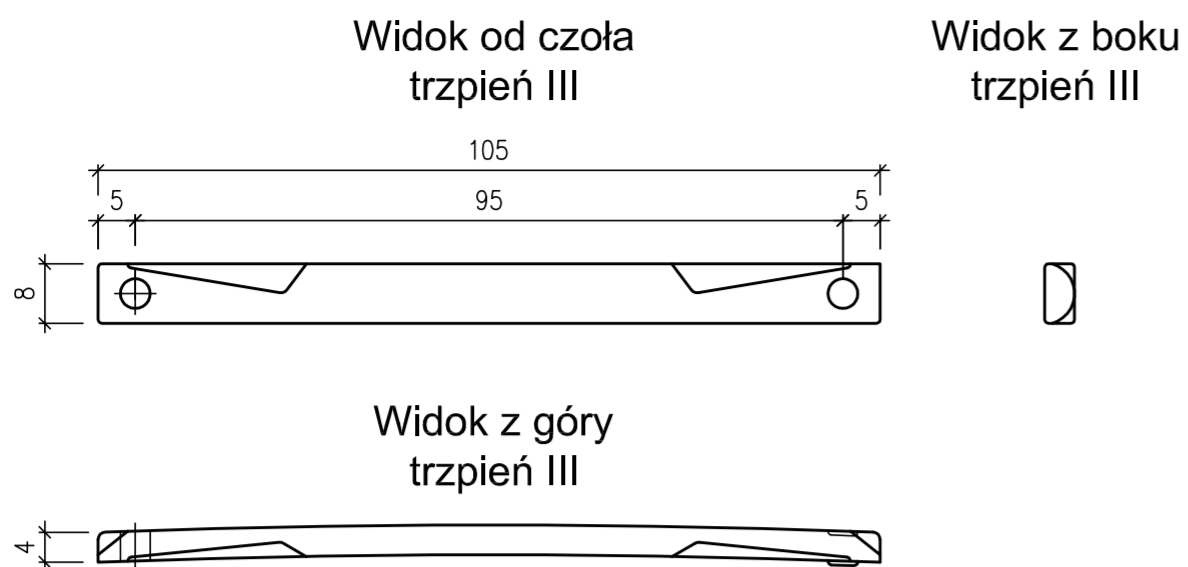 Widok od czoła
trzpień III
Widok z boku
trzpień III
105
5
95
5
8
Widok z góry
trzpień III
4